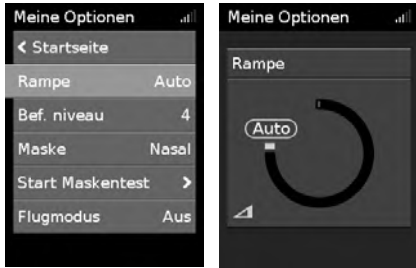 Meine Optionen
< Startseite
Rampe Auto
Bef. niveau 4
Maske Nasal
Start Maskentest >
Flugmodus Aus
Meine Optionen
Rampe
Auto